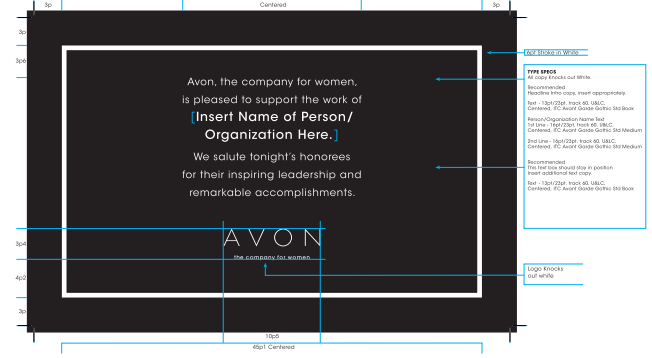 3p
Centered
3p
3p
6pt Stroke in White
3p6
TYPE SPECS
All copy Knocks out White.
Recommended
Headline Intro copy, insert appropriately.
Text - 13pt/23pt, track 60, U&LC,
Centered, ITC Avant Garde Gothic Std Book
Person/Organization Name Text
1st Line - 16pt/23pt, track 60, U&LC,
Centered, ITC Avant Garde Gothic Std Medium
2nd Line - 16pt/23pt, track 60, U&LC,
Centered, ITC Avant Garde Gothic Std Medium
Recommended
This text box should stay in position
Insert additional text copy.
Text - 13pt/23pt, track 60, U&LC,
Centered, ITC Avant Garde Gothic Std Book
Avon, the company for women,
is pleased to support the work of
[Insert Name of Person/
Organization Here.]
We salute tonight's honorees
for their inspiring leadership and
remarkable accomplishments.
3p4
AVON
the company for women
Logo Knocks
out white
4p2
3p
10p5
45p1 Centered